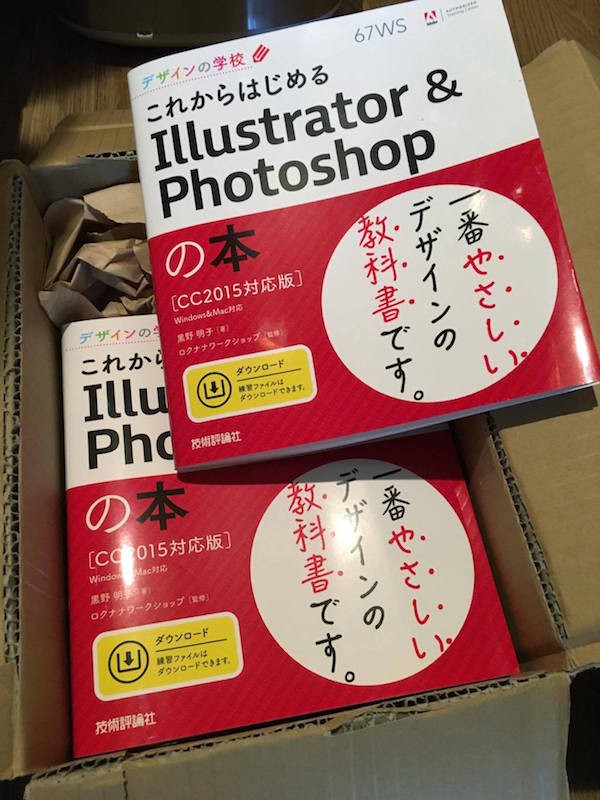 67WS
AUTHORIZED
Training Center
デザインの学校
これからはじめる
Illustrator &
Photoshop
の本
[CC2015対応版]
Windows&Mac対応
黒野 明子 [著]
ロクナナワークショップ [監修]
ダウンロード
練習ファイルは
ダウンロードできます。
技術評論社
一番やさしい
デザインの
教科書です。
デザインの
これから
Illu
Pho
の本
[CC2015対応版]
Windows&Mac対応
黒野 明子 [著]
ロクナナワークショップ [監修]
ダウンロード
練習ファイルは
ダウンロードできます。
技術評論社
一番やさしい
デザインの
教科書です。